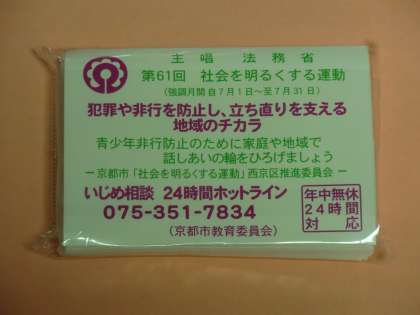 主唱 法務省
第61回 社会を明るくする運動
(強調月間 自7月1日〜至7月31日)
犯罪や非行を防止し、立ち直りを支える
地域のチカラ
青少年非行防止のために家庭や地域で
話しあいの輪をひろげましょう
－京都市「社会を明るくする運動」西京区推進委員会－
いじめ相談 24時間ホットライン
075-351-7834
(京都市教育委員会)
年中無休
24時間
対応